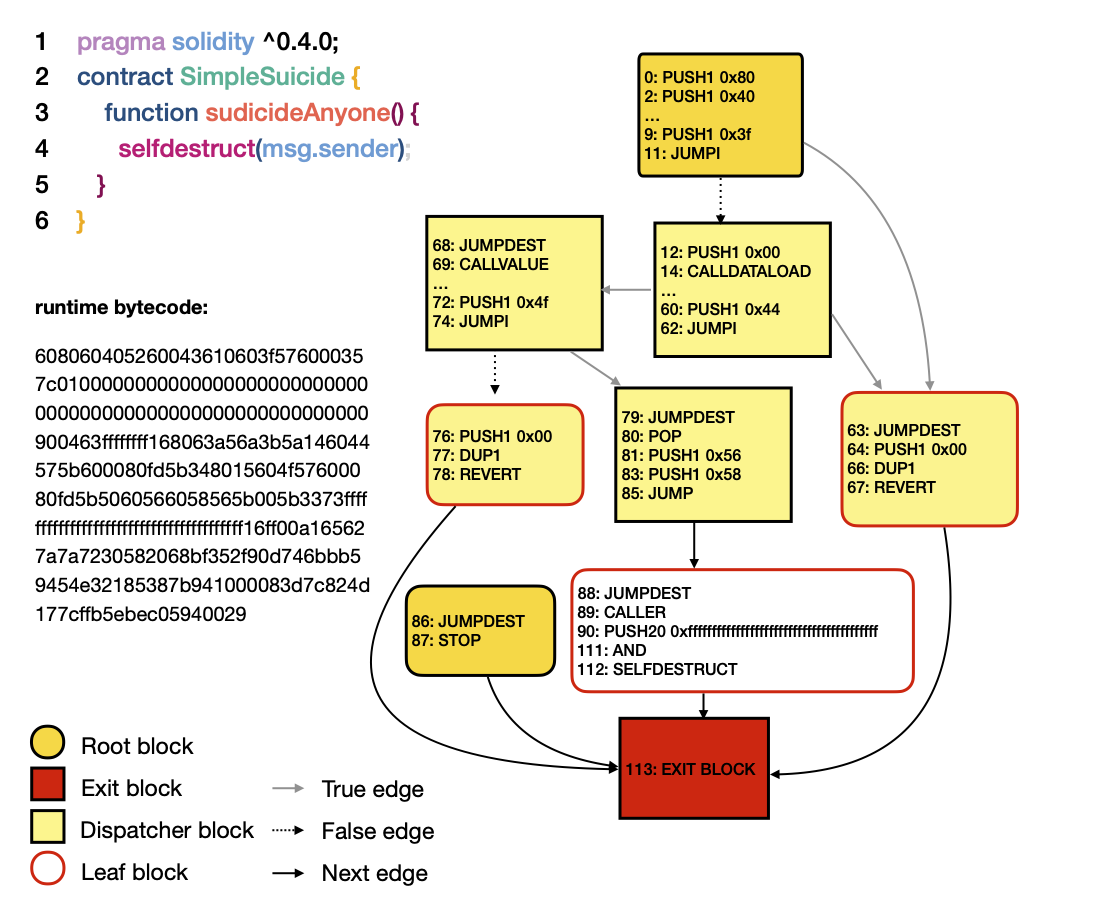 1 pragma solidity ^0.4.0;
2 contract SimpleSuicide {
3 function sudicideAnyone() {
4 selfdestruct(msg.sender);
5 }
6 }
runtime bytecode:
608060405260043610603f57600035
7c0100000000000000000000000000
000000000000000000000000000000
900463ffffffff168063a56a3b5a146044
575b600080fd5b348015604f576000
80fd5b5060566058565b005b3373ffff
ffffffffffffffffffffffffffffffffffff16ff00a16562
7a7a7230582068bf352f90d746bbb5
9454e32185387b941000083d7c824d
177cffb5ebec05940029
0: PUSH1 0x80
2: PUSH1 0x40
...
9: PUSH1 0x3f
11: JUMPI
68: JUMPDEST
69: CALLVALUE
...
72: PUSH1 0x4f
74: JUMPI
12: PUSH1 0x00
14: CALLDATALOAD
...
60: PUSH1 0x44
62: JUMPI
76: PUSH1 0x00
77: DUP1
78: REVERT
79: JUMPDEST
80: POP
81: PUSH1 0x56
83: PUSH1 0x58
85: JUMP
63: JUMPDEST
64: PUSH1 0x00
66: DUP1
67: REVERT
86: JUMPDEST
87: STOP
88: JUMPDEST
89: CALLER
90: PUSH20 0xffffffffffffffffffffffffffffffffffffffff
111: AND
112: SELFDESTRUCT
113: EXIT BLOCK
Root block
Exit block
Dispatcher block
Leaf block
True edge
False edge
Next edge